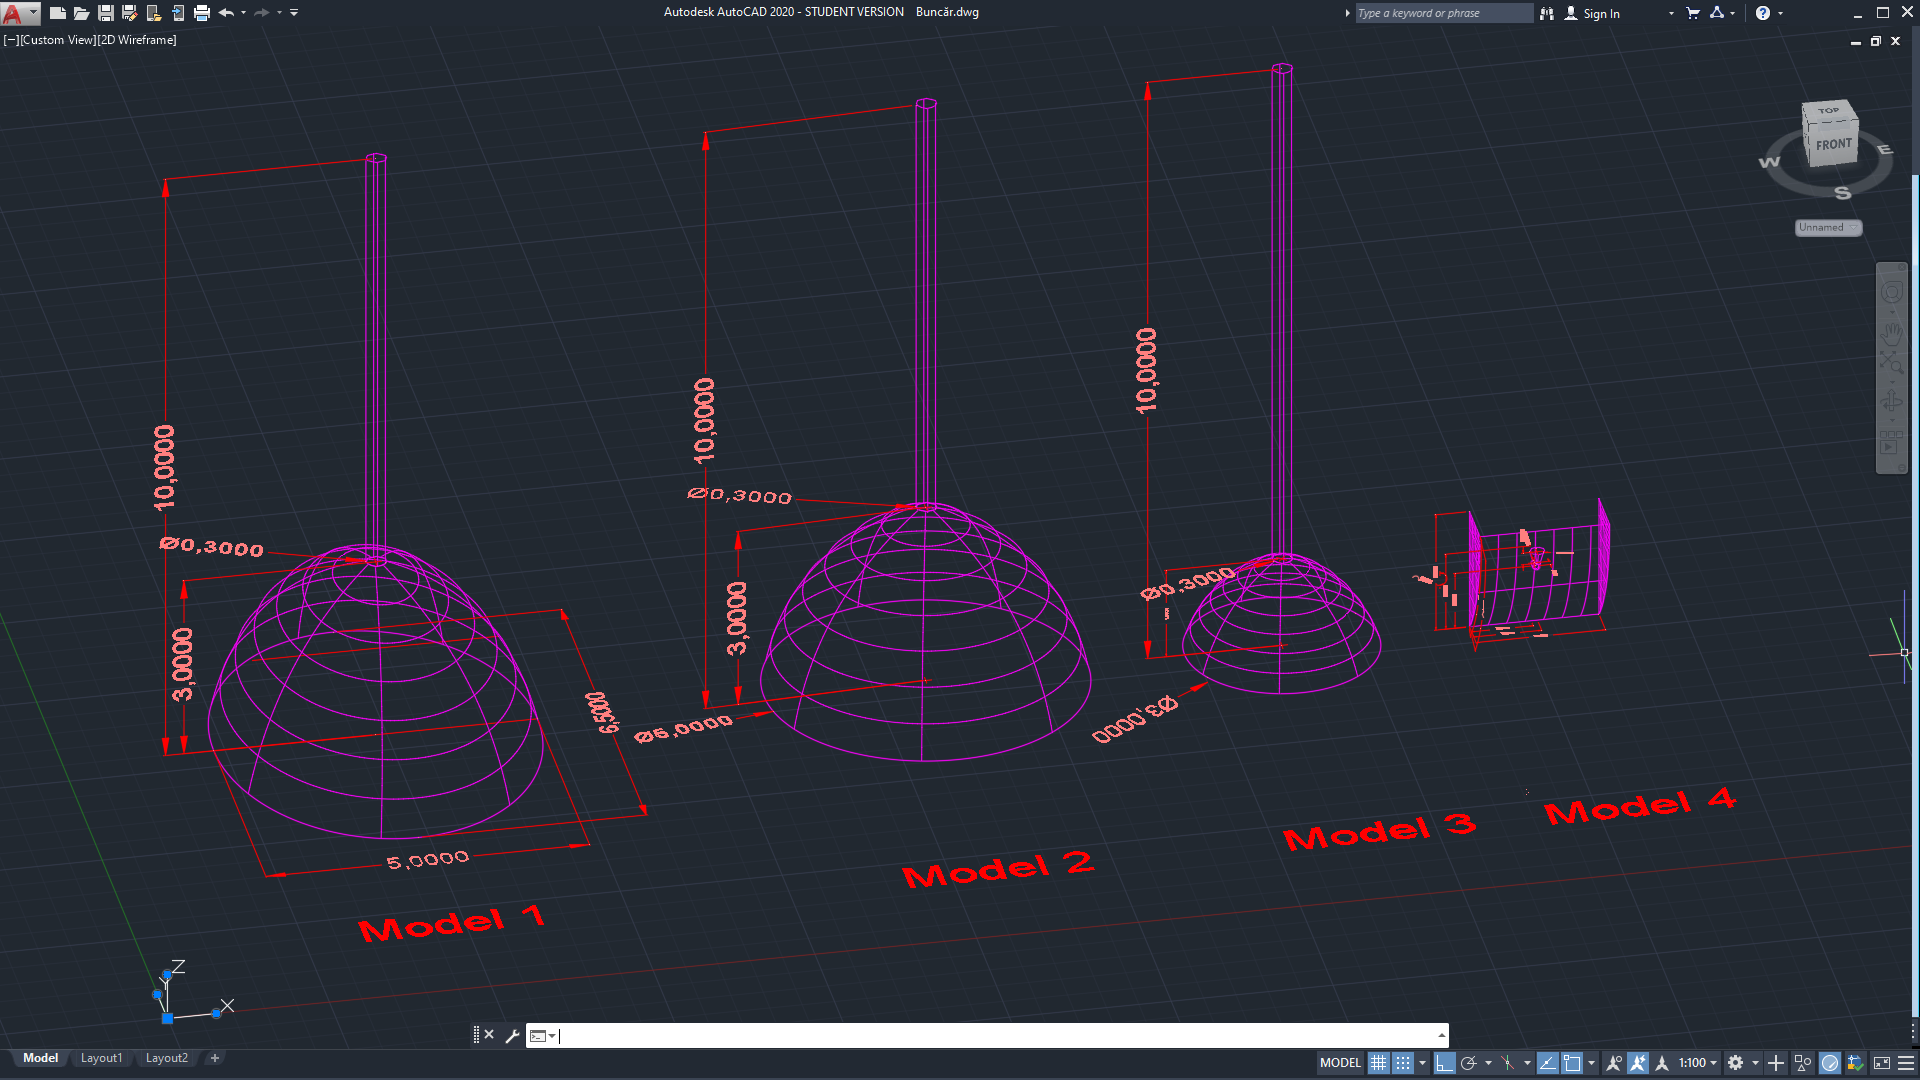 Autodesk AutoCAD 2020 - STUDENT VERSION Buncăr.dwg
Type a keyword or phrase
Sign In
[−][Custom View][2D Wireframe]
TOP
FRONT
W
E
S
Unnamed
10,0000
Ø0,3000
3,0000
6,5000
5,0000
Model 1
10,0000
Ø0,3000
3,0000
Ø5,0000
Model 2
10,0000
Ø0,3000
Ø3,0000
Model 3
Model 4
Z
Y
X
Model
Layout1
Layout2
MODEL
1:100